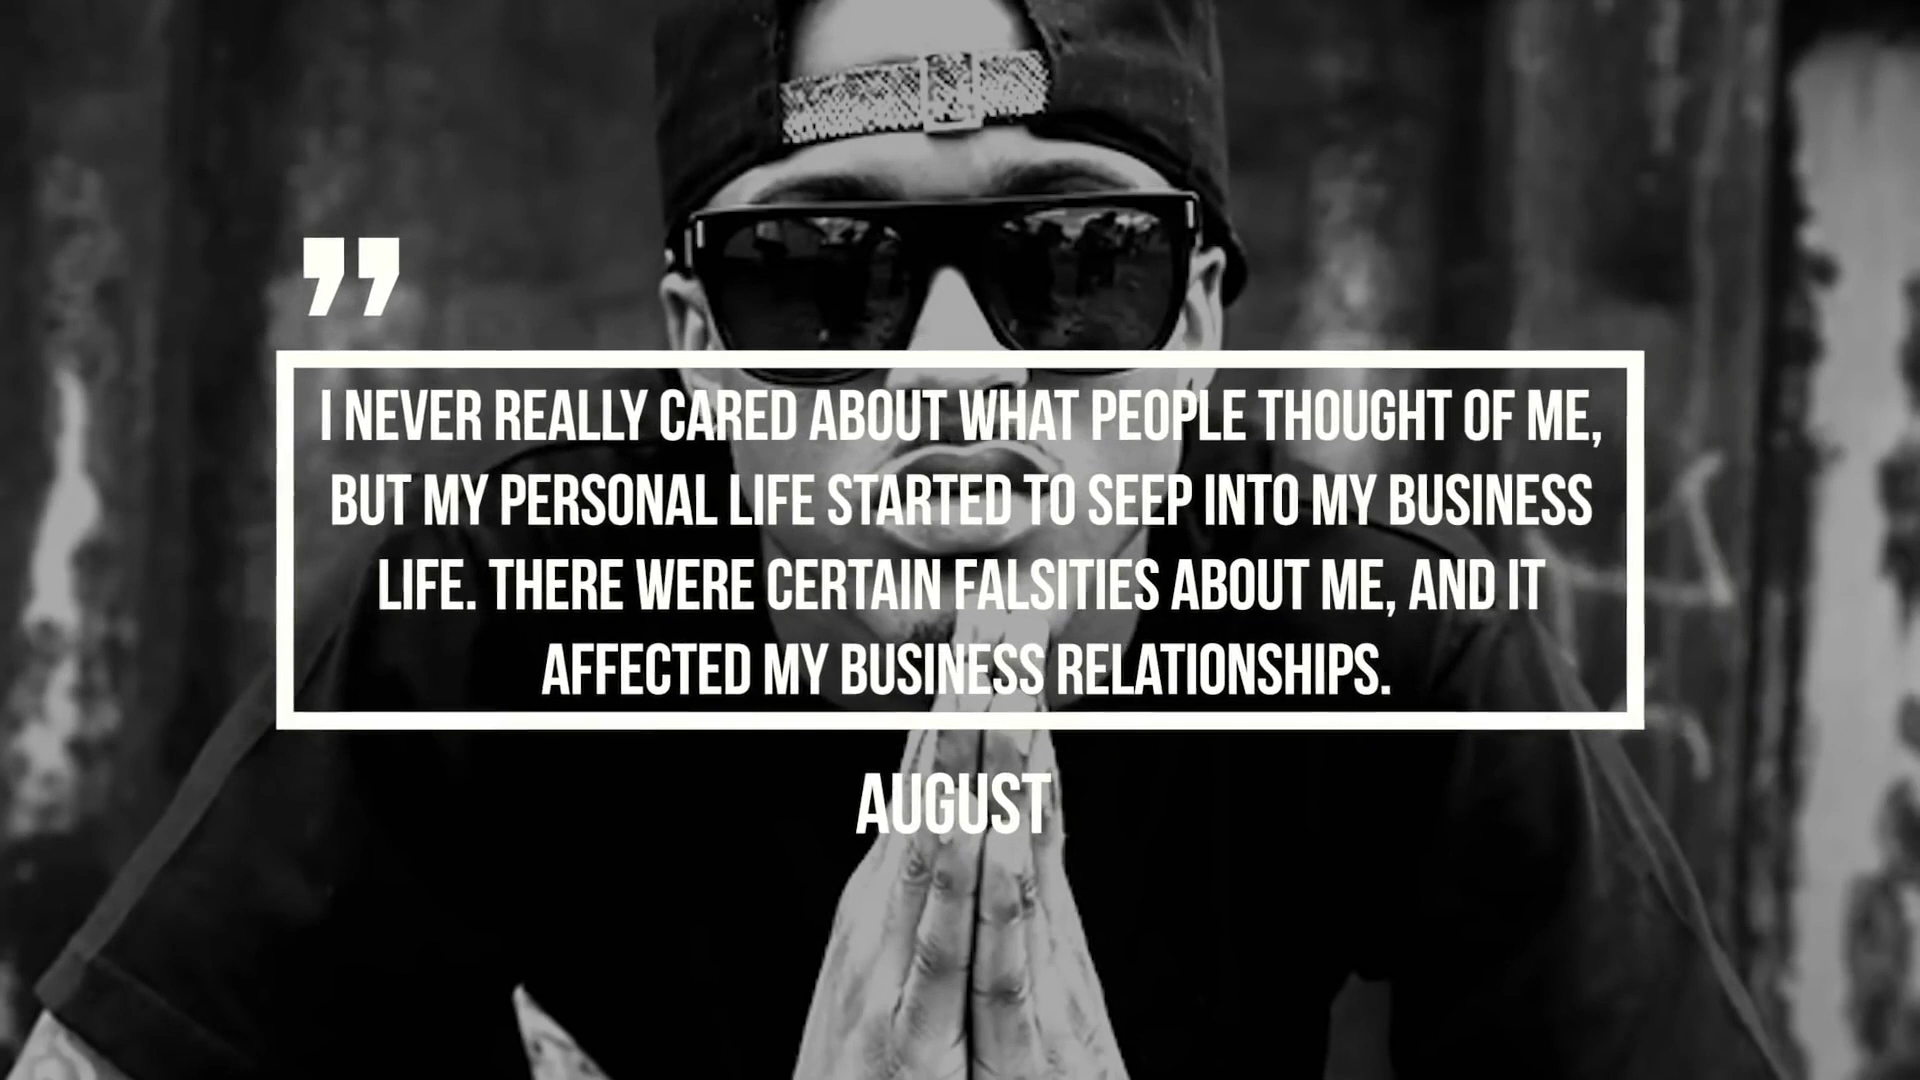 ”
I NEVER REALLY CARED ABOUT WHAT PEOPLE THOUGHT OF ME,
BUT MY PERSONAL LIFE STARTED TO SEEP INTO MY BUSINESS
LIFE. THERE WERE CERTAIN FALSITIES ABOUT ME, AND IT
AFFECTED MY BUSINESS RELATIONSHIPS.
AUGUST